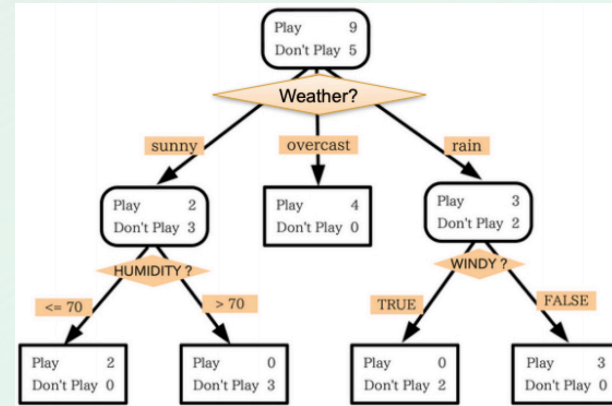 Play 9
Don't Play 5
Weather?
sunny
overcast
rain
Play 2
Don't Play 3
Play 4
Don't Play 0
Play 3
Don't Play 2
HUMIDITY ?
WINDY ?
<= 70
> 70
TRUE
FALSE
Play 2
Don't Play 0
Play 0
Don't Play 3
Play 0
Don't Play 2
Play 3
Don't Play 0